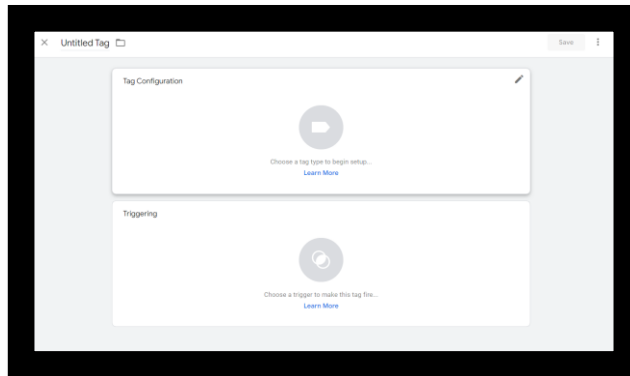 Untitled Tag
Save
Tag Configuration
Choose a tag type to begin setup...
Learn More
Triggering
Choose a trigger to make this tag fire...
Learn More